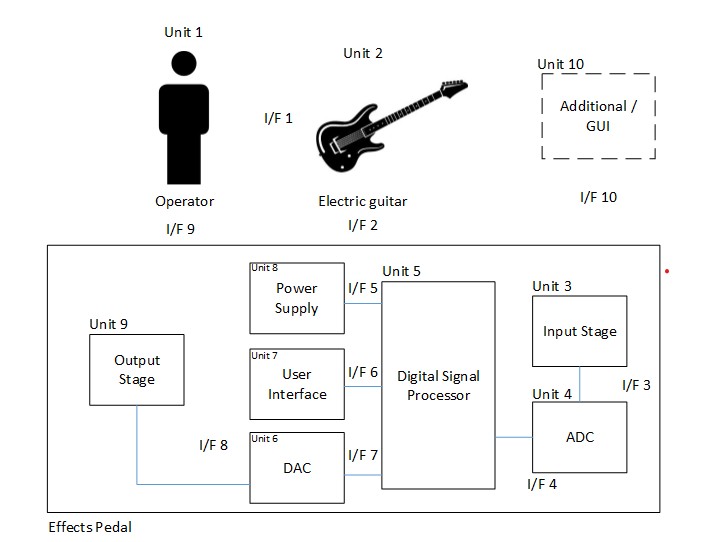 Unit 1
Unit 2
Unit 10
Additional /
GUI
I/F 1
Operator
Electric guitar
I/F 10
I/F 9
I/F 2
Unit 8
Power
Supply
I/F 5
Unit 5
Unit 3
Input Stage
Unit 9
Output
Stage
Unit 7
User
Interface
I/F 6
Digital Signal
Processor
I/F 3
Unit 4
ADC
I/F 8
Unit 6
DAC
I/F 7
I/F 4
Effects Pedal